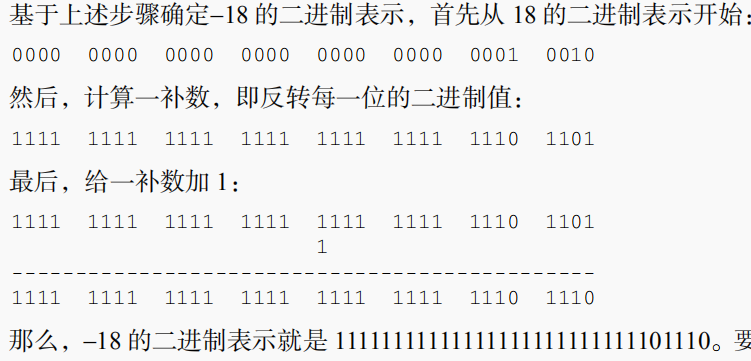 基于上述步骤确定–18 的二进制表示，首先从 18 的二进制表示开始：
0000 0000 0000 0000 0000 0000 0001 0010
然后，计算一补数，即反转每一位的二进制值：
1111 1111 1111 1111 1111 1111 1110 1101
最后，给一补数加 1：
1111 1111 1111 1111 1111 1111 1110 1101
1
---------------------------------------------
1111 1111 1111 1111 1111 1111 1110 1110
那么，–18 的二进制表示就是 11111111111111111111111111101110。要